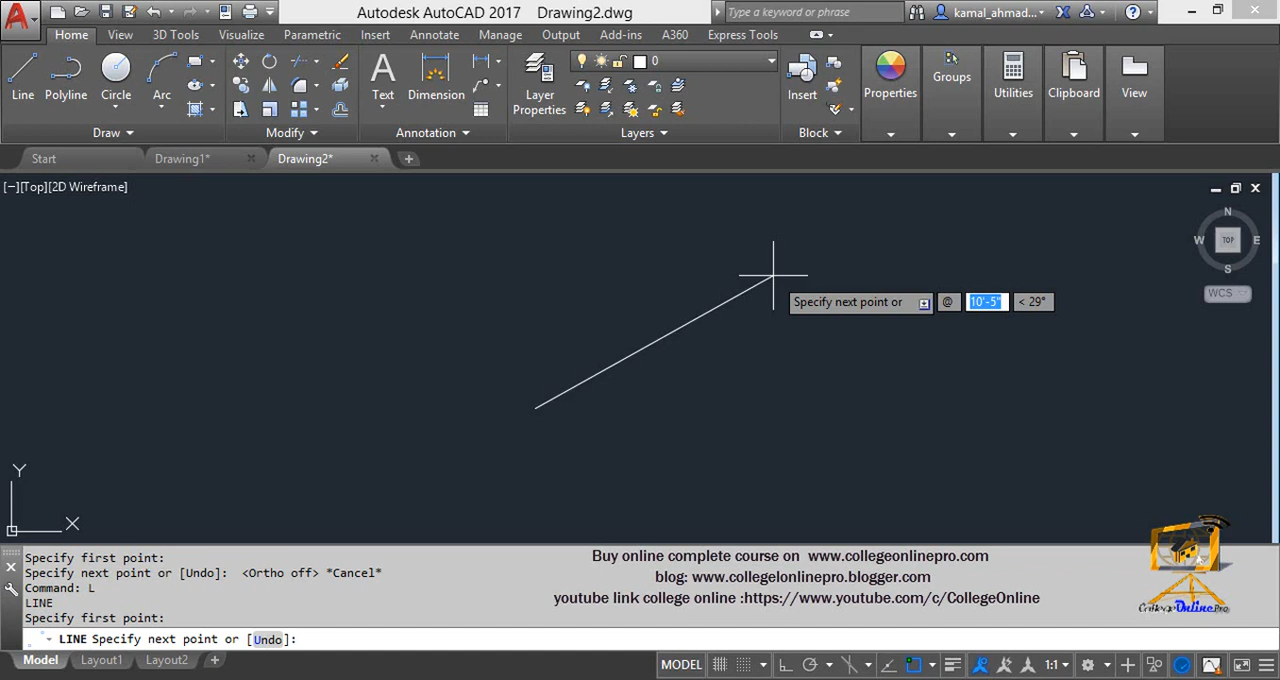 Autodesk AutoCAD 2017 Drawing2.dwg
Type a keyword or phrase
kamal_ahmad...
Home View 3D Tools Visualize Parametric Insert Annotate Manage Output Add-ins A360 Express Tools
Line Polyline Circle Arc
Text Dimension
Layer
Properties
0
Insert
Properties
Groups
Utilities
Clipboard
View
Draw Modify Annotation Layers Block
Start Drawing1* Drawing2*
[−][Top][2D Wireframe]
N
W TOP E
S
WCS
Specify next point or @ 10'-5" < 29°
Y
X
Specify first point:
Specify next point or [Undo]: <Ortho off> *Cancel*
Command: L
LINE
Specify first point:
LINE Specify next point or [Undo]:
Buy online complete course on www.collegeonlinepro.com
blog: www.collegelonlinepro.blogger.com
youtube link college online :https://www.youtube.com/c/CollegeOnline
College Online Pro
Model Layout1 Layout2
MODEL 1:1